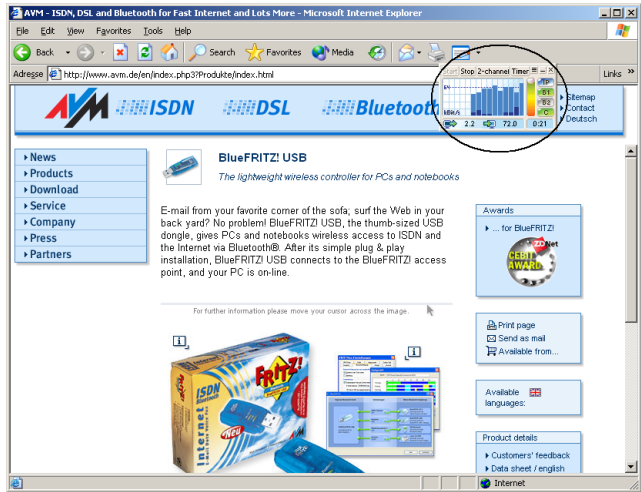 AVM - ISDN, DSL and Bluetooth for Fast Internet and Lots More - Microsoft Internet Explorer
File Edit View Favorites Tools Help
Back Search Favorites Media
Adresse http://www.avm.de/en/index.php3?Produkte/index.html Links »
Start Stop 2-channel Timer
64
kBit/s
TP
B1
B2
C
2.2 72.0 0:21
AVM ISDN DSL Bluetooth
Sitemap
Contact
Deutsch
News
Products
Download
Service
Company
Press
Partners
BlueFRITZ! USB
The lightweight wireless controller for PCs and notebooks
E-mail from your favorite corner of the sofa; surf the Web in your
back yard? No problem! BlueFRITZ! USB, the thumb-sized USB
dongle, gives PCs and notebooks wireless access to ISDN and
the Internet via Bluetooth®. After its simple plug & play
installation, BlueFRITZ! USB connects to the BlueFRITZ! access
point, and your PC is on-line.
For further information please move your cursor across the image.
i
i
FRITZ!
ISDN
Bluetooth
Internet
Neu
AVM
Awards
... for BlueFRITZ!
ZDNet
CEBIT
AWARD
Print page
Send as mail
Available from...
Available
languages:
Product details
Customers' feedback
Data sheet / english
Internet